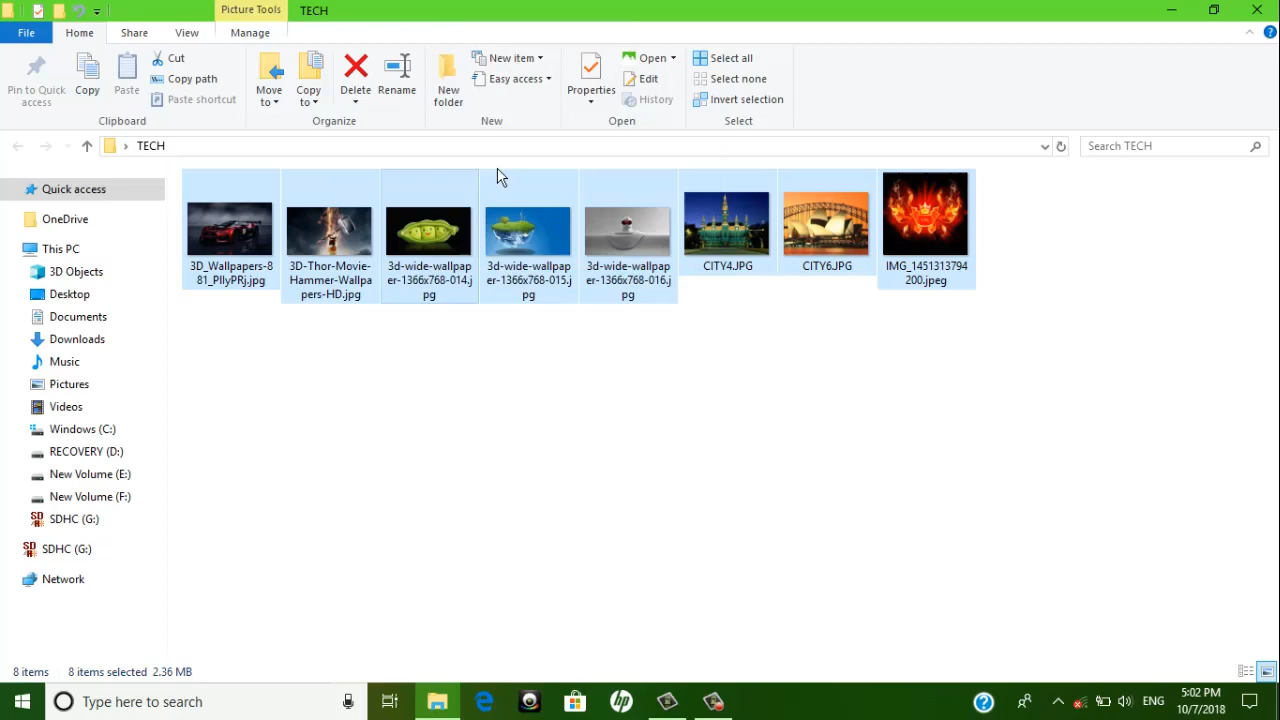 Picture Tools
TECH
File
Home
Share
View
Manage
Pin to Quick access
Copy
Paste
Cut
Copy path
Paste shortcut
Clipboard
Move to
Copy to
Delete
Rename
Organize
New folder
New item
Easy access
New
Properties
Open
Edit
History
Open
Select all
Select none
Invert selection
Select
TECH
Search TECH
Quick access
OneDrive
This PC
3D Objects
Desktop
Documents
Downloads
Music
Pictures
Videos
Windows (C:)
RECOVERY (D:)
New Volume (E:)
New Volume (F:)
SDHC (G:)
SDHC (G:)
Network
3D_Wallpapers-8
81_PIlyPRj.jpg
3D-Thor-Movie-
Hammer-Wallpa
pers-HD.jpg
3d-wide-wallpap
er-1366x768-014.j
pg
3d-wide-wallpap
er-1366x768-015.j
pg
3d-wide-wallpap
er-1366x768-016.j
pg
CITY4.JPG
CITY6.JPG
IMG_1451313794
200.jpeg
8 items
8 items selected 2.36 MB
Type here to search
ENG
5:02 PM
10/7/2018